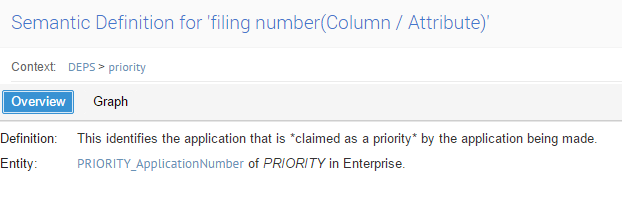 Semantic Definition for 'filing number(Column / Attribute)'
Context: DEPS > priority
Overview Graph
Definition: This identifies the application that is *claimed as a priority* by the application being made.
Entity: PRIORITY_ApplicationNumber of PRIORITY in Enterprise.